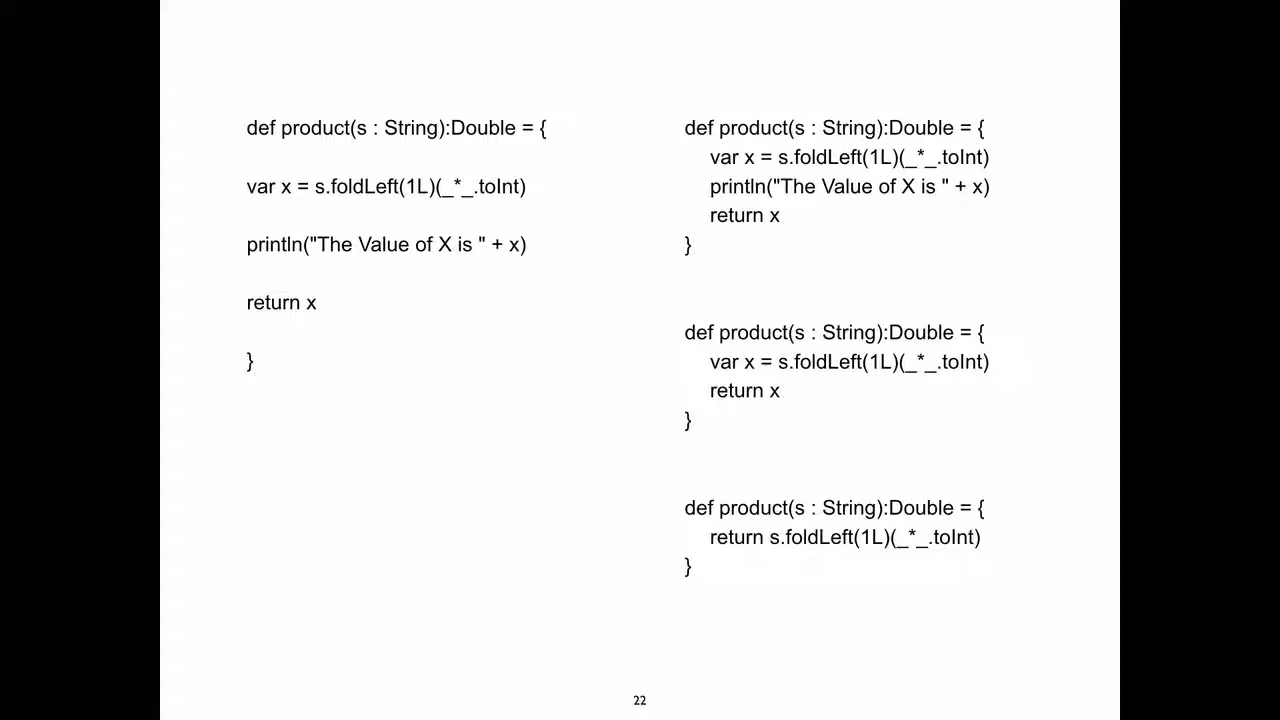 def product(s : String):Double = {
var x = s.foldLeft(1L)(_*_.toInt)
println("The Value of X is " + x)
return x
}
def product(s : String):Double = {
var x = s.foldLeft(1L)(_*_.toInt)
println("The Value of X is " + x)
return x
}
def product(s : String):Double = {
var x = s.foldLeft(1L)(_*_.toInt)
return x
}
def product(s : String):Double = {
return s.foldLeft(1L)(_*_.toInt)
}
22